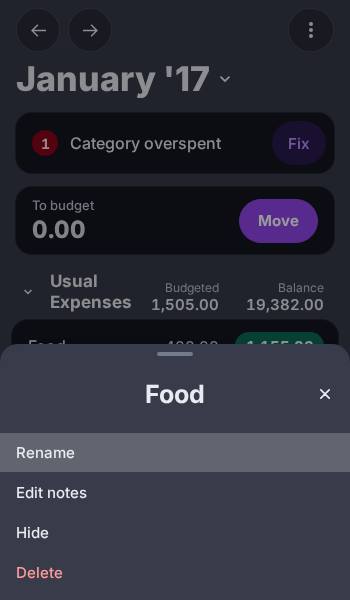 January '17
1 Category overspent Fix
To budget
0.00 Move
Usual Expenses Budgeted Balance
1,505.00 19,382.00
Food
Rename
Edit notes
Hide
Delete